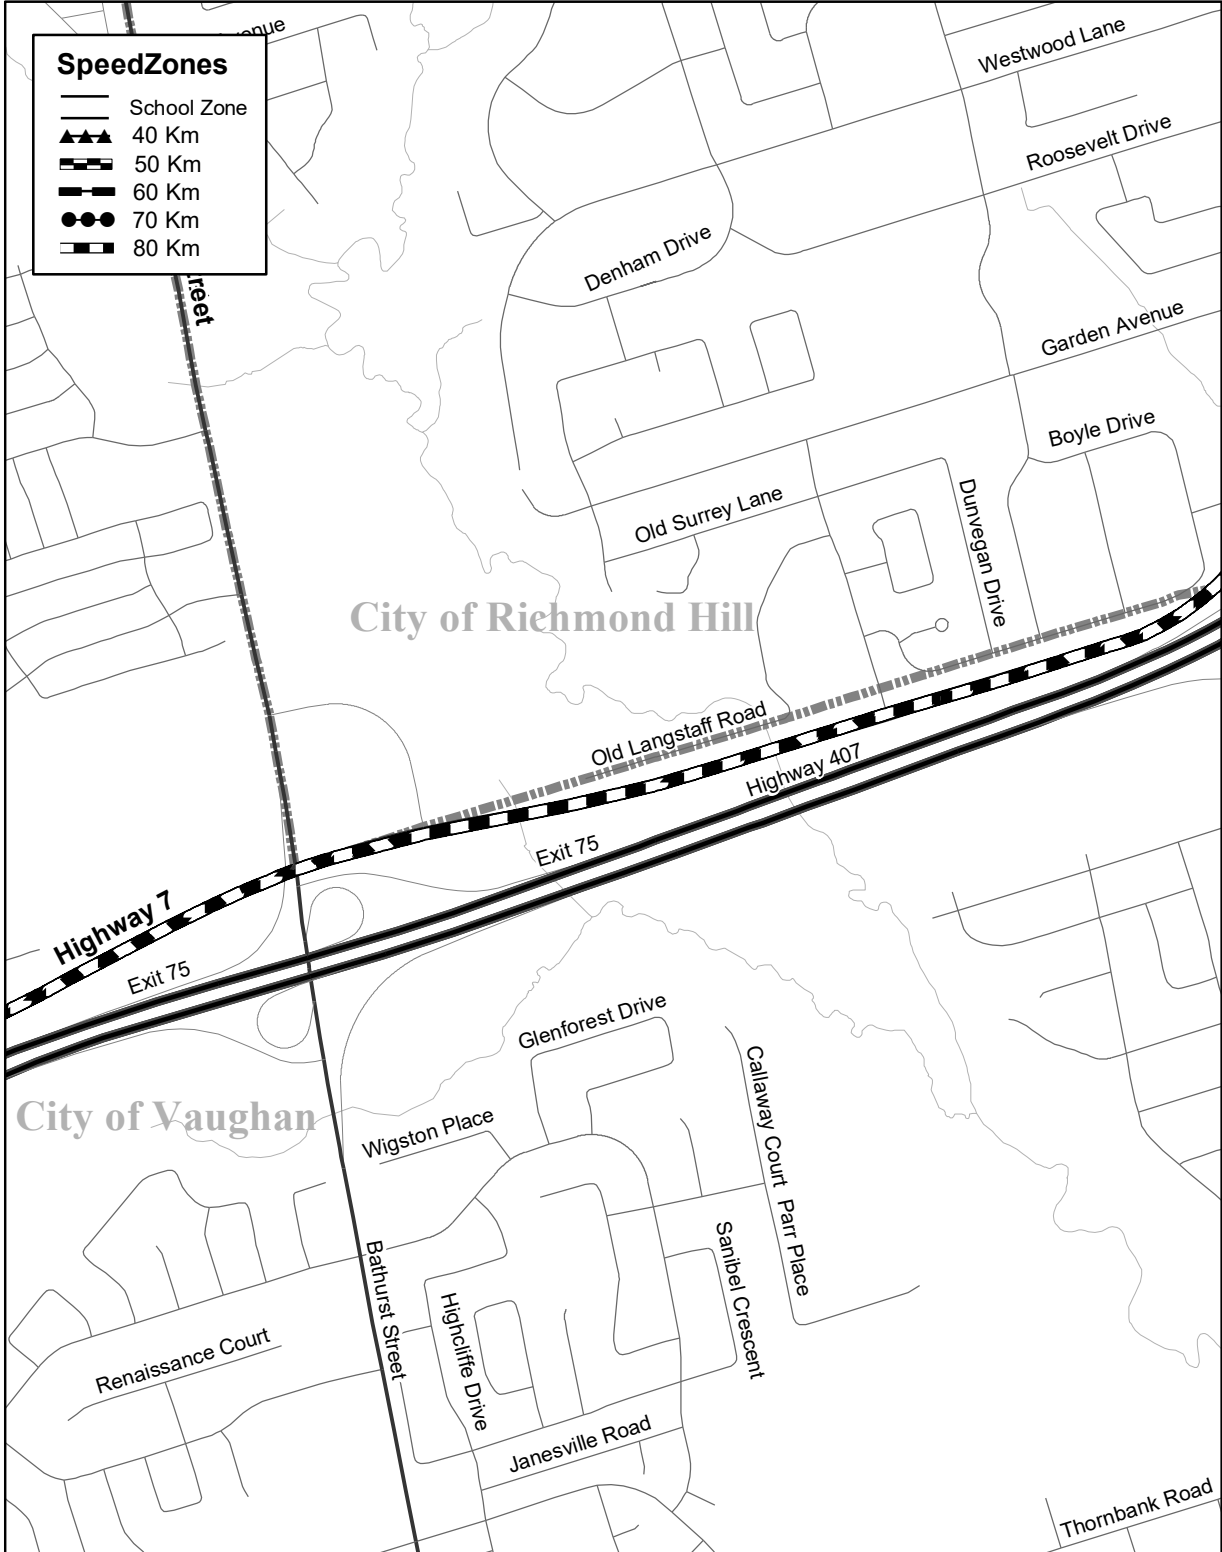 SpeedZones
School Zone
40 Km
50 Km
60 Km
70 Km
80 Km
Westwood Lane
Roosevelt Drive
Denham Drive
Garden Avenue
Boyle Drive
Old Surrey Lane
Dunvegan Drive
City of Richmond Hill
Old Langstaff Road
Highway 407
Exit 75
Highway 7
Exit 75
Glenforest Drive
Callaway Court
City of Vaughan
Wigston Place
Parr Place
Sanibel Crescent
Bathurst Street
Highcliffe Drive
Renaissance Court
Janesville Road
Thornbank Road